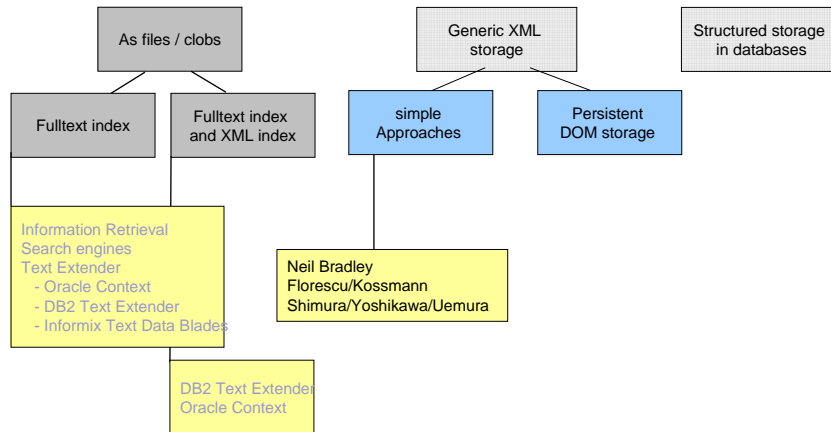 As files / clobs
Generic XML
storage
Structured storage
in databases
Fulltext index
Fulltext index
and XML index
simple
Approaches
Persistent
DOM storage
Information Retrieval
Search engines
Text Extender
- Oracle Context
- DB2 Text Extender
- Informix Text Data Blades
Neil Bradley
Florescu/Kossmann
Shimura/Yoshikawa/Uemura
DB2 Text Extender
Oracle Context